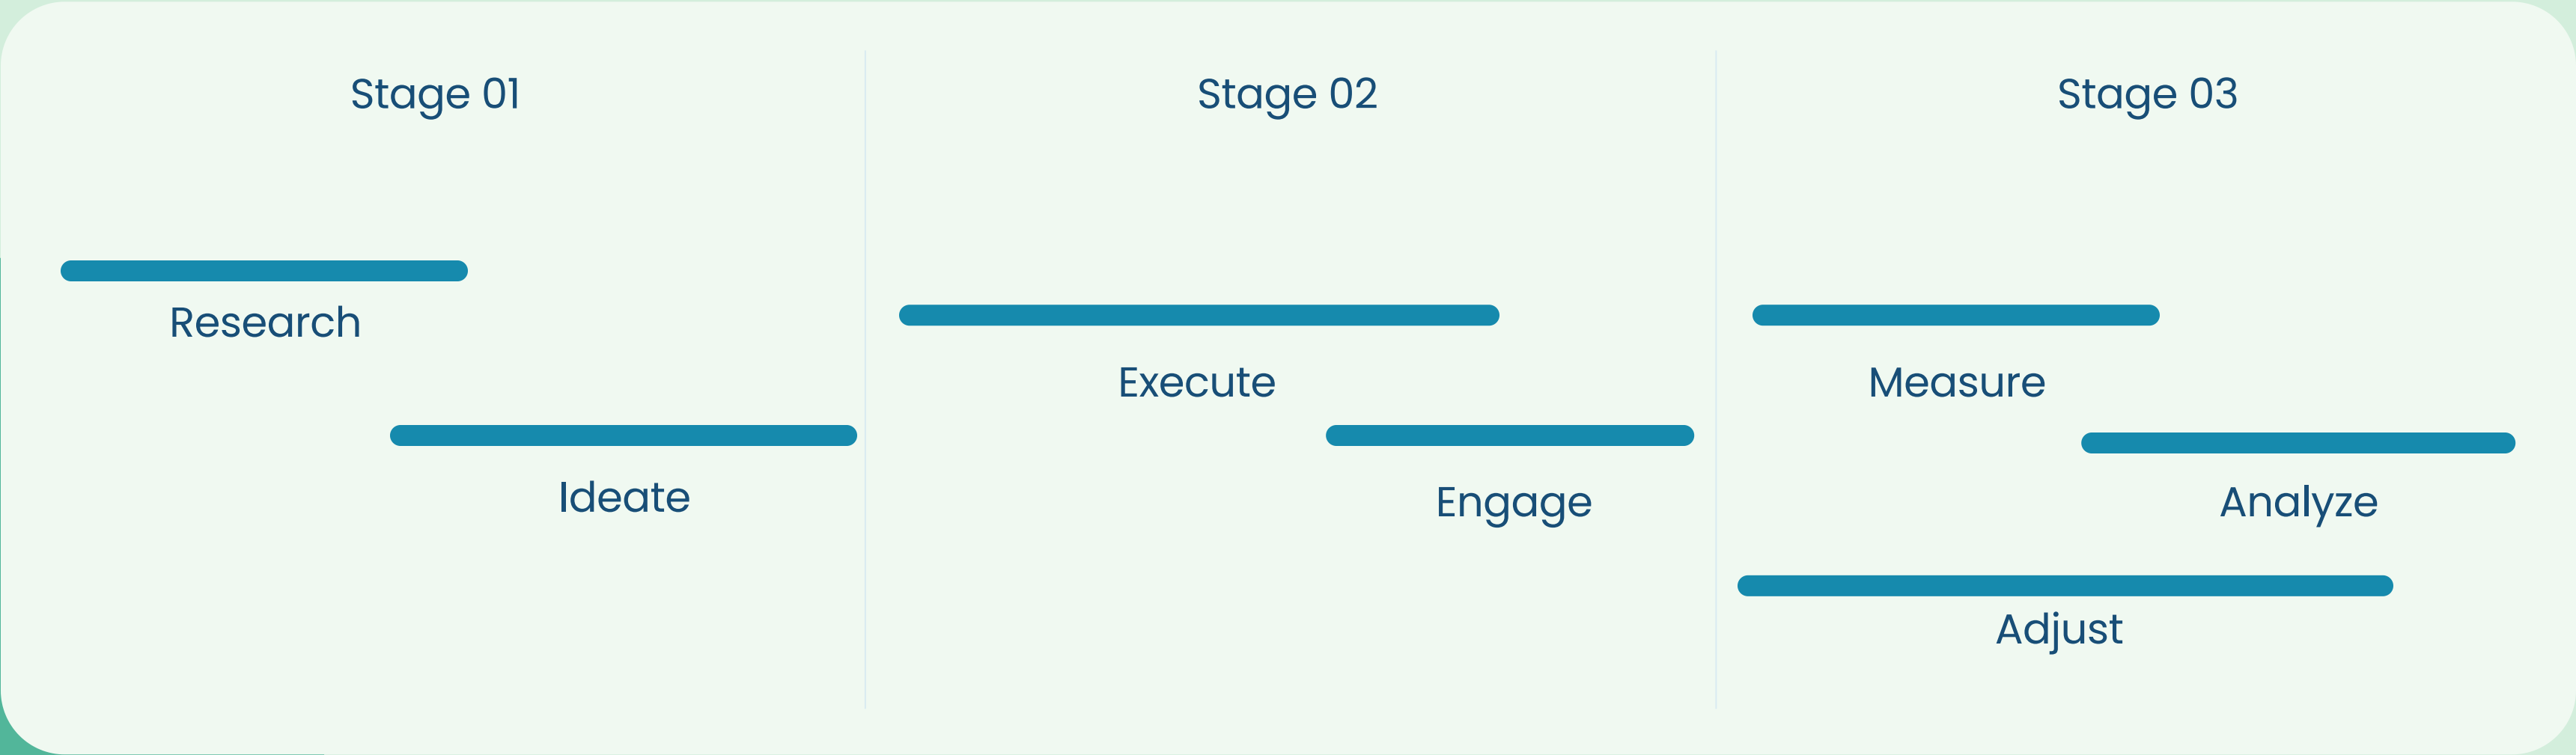 Stage 01
Research
Ideate
Stage 02
Execute
Engage
Stage 03
Measure
Analyze
Adjust